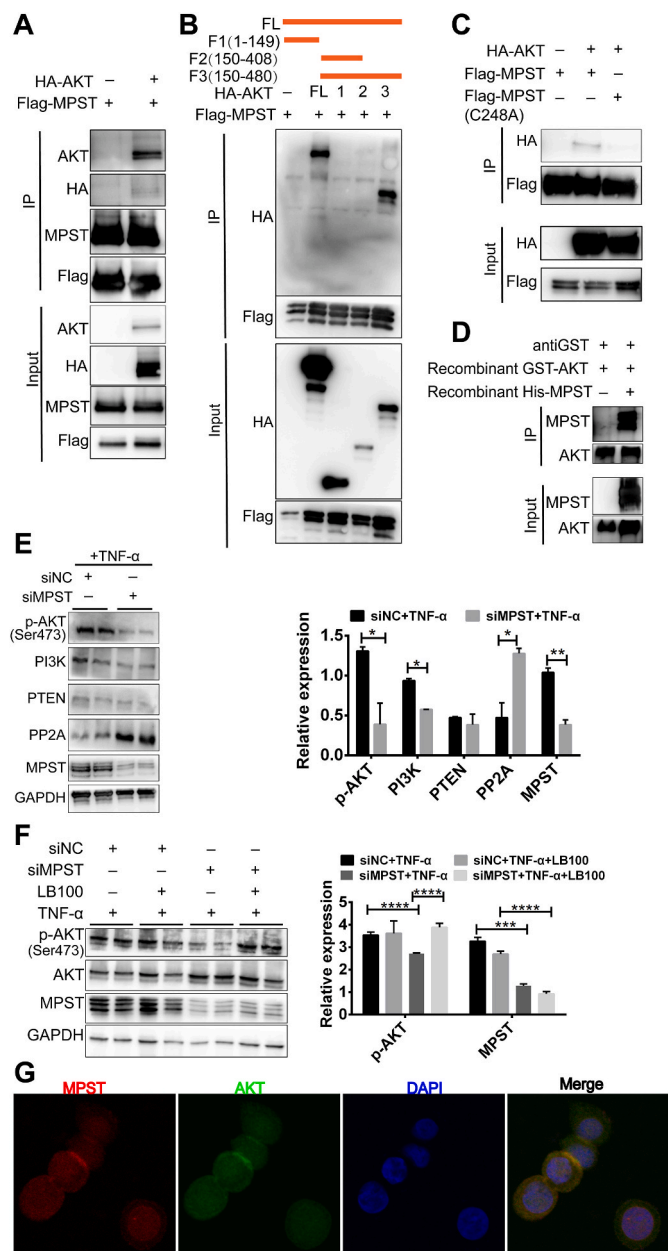 A
HA-AKT – +
Flag-MPST + +
IP
AKT
HA
MPST
Flag
Input
AKT
HA
MPST
Flag
B
FL
F1(1-149)
F2(150-408)
F3(150-480)
HA-AKT – FL 1 2 3
Flag-MPST + + + + +
IP
HA
Flag
Input
HA
Flag
C
HA-AKT – + +
Flag-MPST + + –
Flag-MPST – – +
(C248A)
IP
HA
Flag
Input
HA
Flag
D
antiGST + +
Recombinant GST-AKT + +
Recombinant His-MPST – +
IP
MPST
AKT
Input
MPST
AKT
E
+TNF-α
siNC + –
siMPST – +
p-AKT
(Ser473)
PI3K
PTEN
PP2A
MPST
GAPDH
siNC+TNF-α siMPST+TNF-α
Relative expression
1.5
1.0
0.5
0.0
* * * **
p-AKT PI3K PTEN PP2A MPST
F
siNC + + – –
siMPST – – + +
LB100 – + – +
TNF-α + + + +
p-AKT
(Ser473)
AKT
MPST
GAPDH
siNC+TNF-α siNC+TNF-α+LB100
siMPST+TNF-α siMPST+TNF-α+LB100
Relative expression
5
4
3
2
1
0
**** **** *** ****
p-AKT MPST
G
MPST AKT DAPI Merge